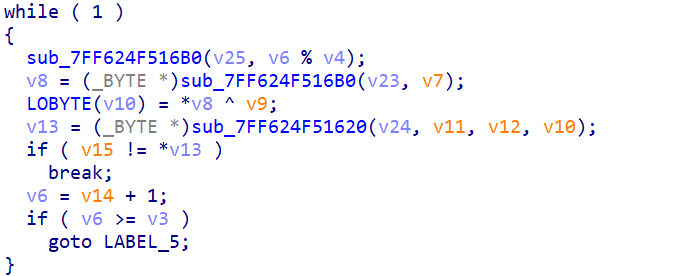 while ( 1 )
{
  sub_7FF624F516B0(v25, v6 % v4);
  v8 = (_BYTE *)sub_7FF624F516B0(v23, v7);
  LOBYTE(v10) = *v8 ^ v9;
  v13 = (_BYTE *)sub_7FF624F51620(v24, v11, v12, v10);
  if ( v15 != *v13 )
    break;
  v6 = v14 + 1;
  if ( v6 >= v3 )
    goto LABEL_5;
}